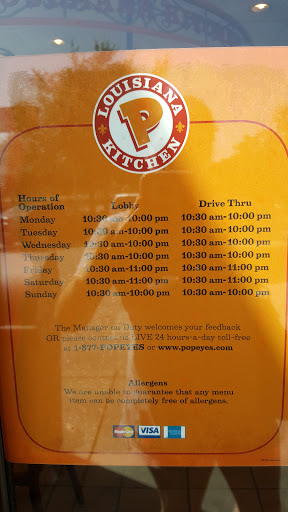 LOUISIANA
P
KITCHEN
Hours of
Operation Lobby Drive Thru
Monday 10:30 am-10:00 pm 10:30 am-10:00 pm
Tuesday 10:30 am-10:00 pm 10:30 am-10:00 pm
Wednesday 10:30 am-10:00 pm 10:30 am-10:00 pm
Thursday 10:30 am-10:00 pm 10:30 am-10:00 pm
Friday 10:30 am-11:00 pm 10:30 am-11:00 pm
Saturday 10:30 am-11:00 pm 10:30 am-11:00 pm
Sunday 10:30 am-10:00 pm 10:30 am-10:00 pm
The Manager on Duty welcomes your feedback
OR please contact us LIVE 24 hours-a-day toll-free
at 1-877-POPEYES or www.popeyes.com
Allergens
We are unable to guarantee that any menu
item can be completely free of allergens.
MasterCard VISA